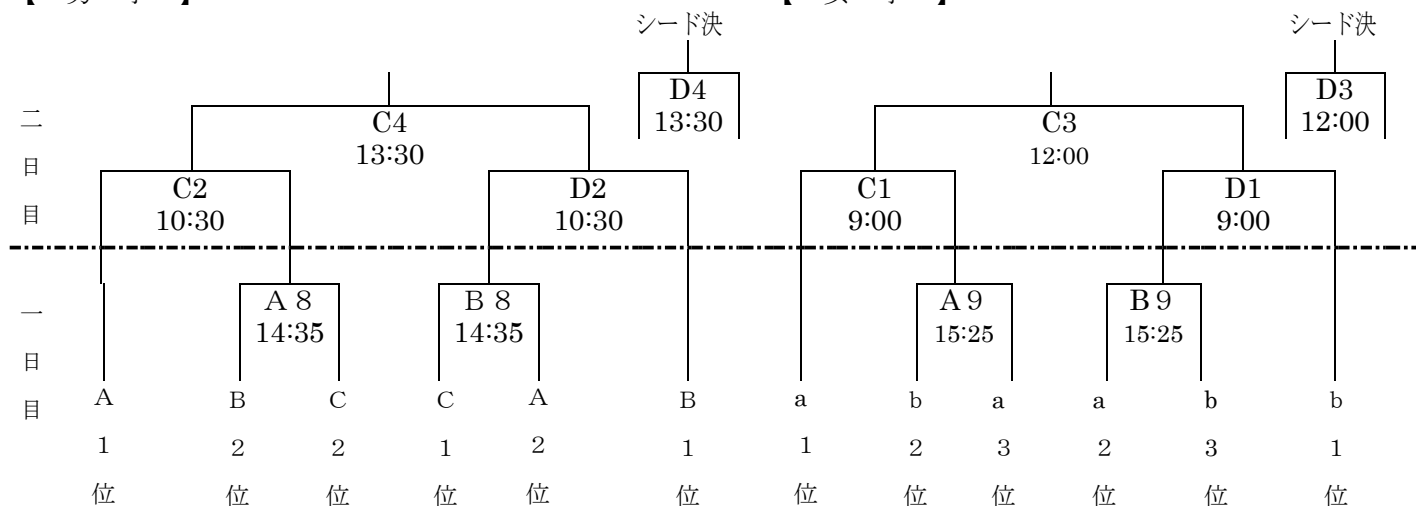 シード決 シード決
D4 D3
13:30 12:00
C4 C3
13:30 12:00
二日目
C2 D2 C1 D1
10:30 10:30 9:00 9:00
一日目
A 8 B 8 A 9 B 9
14:35 14:35 15:25 15:25
A B C C A B a b a a b b
1 2 2 1 2 1 1 2 3 2 3 1
位 位 位 位 位 位 位 位 位 位 位 位